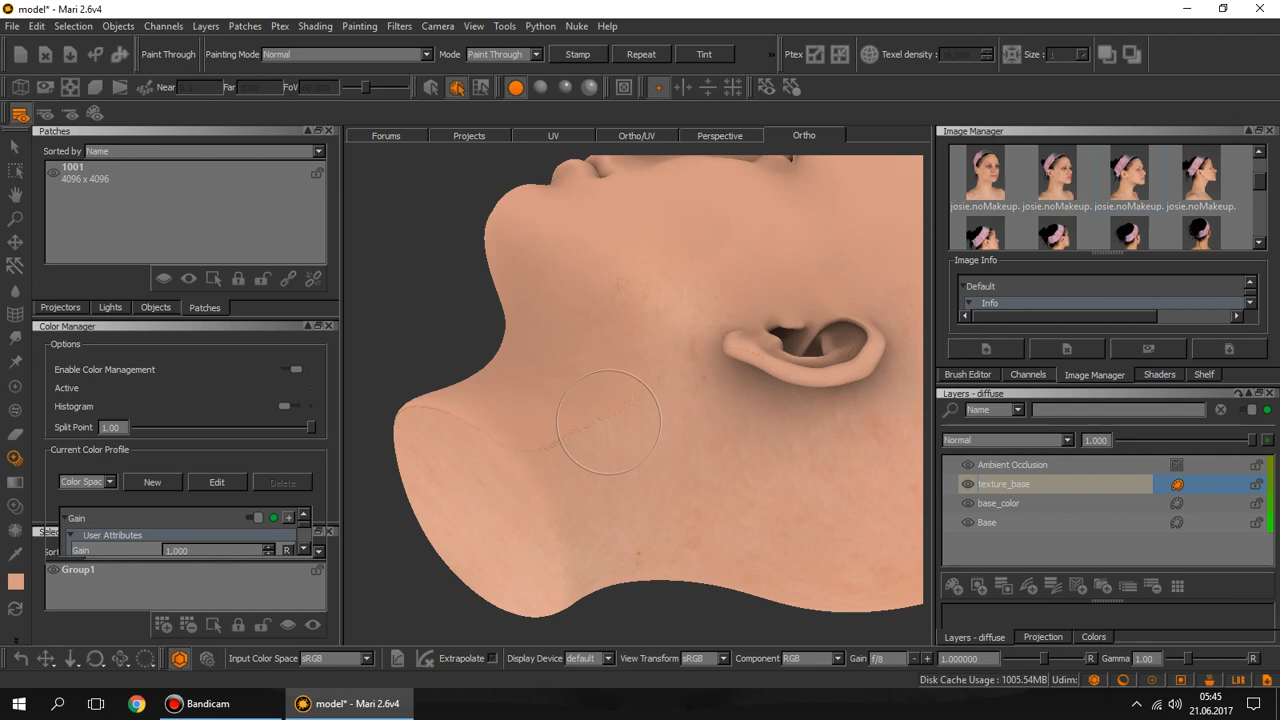 model* - Mari 2.6v4
File Edit Selection Objects Channels Layers Patches Ptex Shading Painting Filters Camera View Tools Python Nuke Help
Paint Through Painting Mode Normal Mode Paint Through Stamp Repeat Tint » Ptex Texel density Size 1
Near 0.1 Far FoV
Patches
Sorted by Name
1001
4096 x 4096
Projectors Lights Objects Patches
Color Manager
Options
Enable Color Management
Active
Histogram
Split Point 1.00
Current Color Profile
Color Spac New Edit Delete
Gain
User Attributes
Gain 1,000
Group1
Forums Projects UV Ortho/UV Perspective Ortho
Image Manager
josie.noMakeup. josie.noMakeup. josie.noMakeup. josie.noMakeup.
Image Info
Default
Info
Brush Editor Channels Image Manager Shaders Shelf
Layers - diffuse
Name
Normal 1.000
Ambient Occlusion
texture_base
base_color
Base
Layers - diffuse Projection Colors
Input Color Space sRGB Extrapolate Display Device default View Transform sRGB Component RGB Gain f/8 1.000000 R Gamma 1.00 R
Disk Cache Usage : 1005.54MB Udim:
Bandicam model* - Mari 2.6v4
05:45
21.06.2017